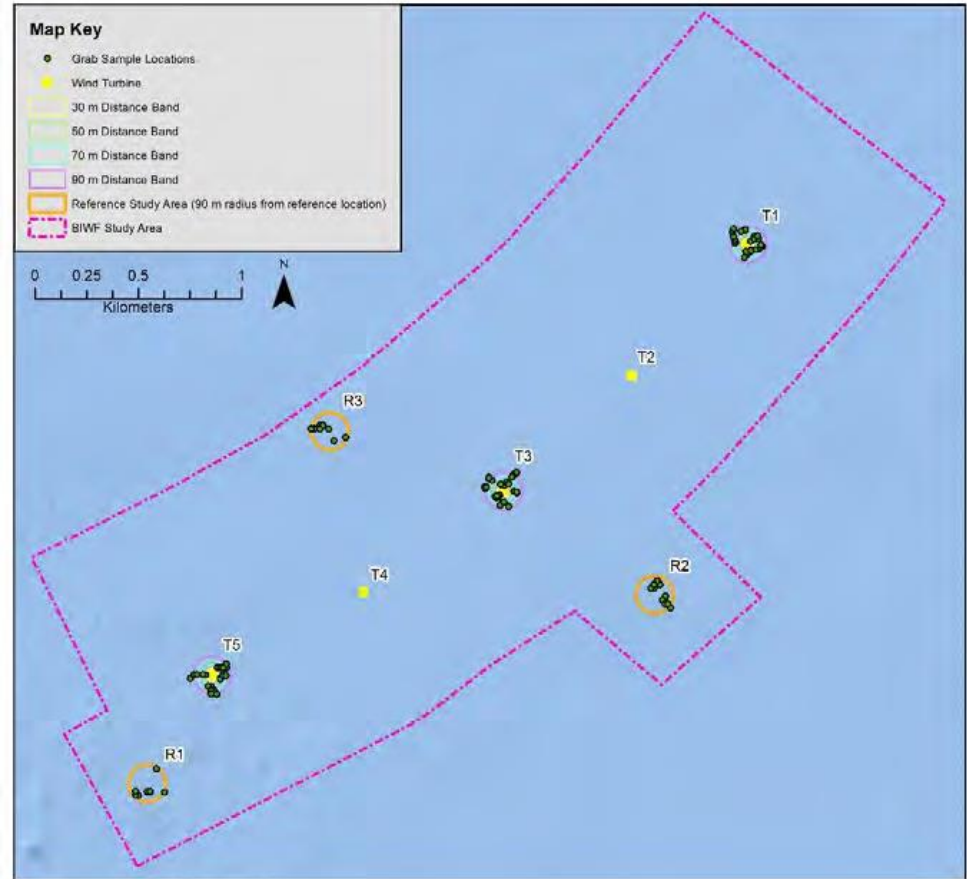 Map Key
Grab Sample Locations
Wind Turbine
30 m Distance Band
50 m Distance Band
70 m Distance Band
90 m Distance Band
Reference Study Area (90 m radius from reference location)
BIWF Study Area
0 0.25 0.5 1
Kilometers
N
T1
T2
R3
T3
R2
T4
T5
R1